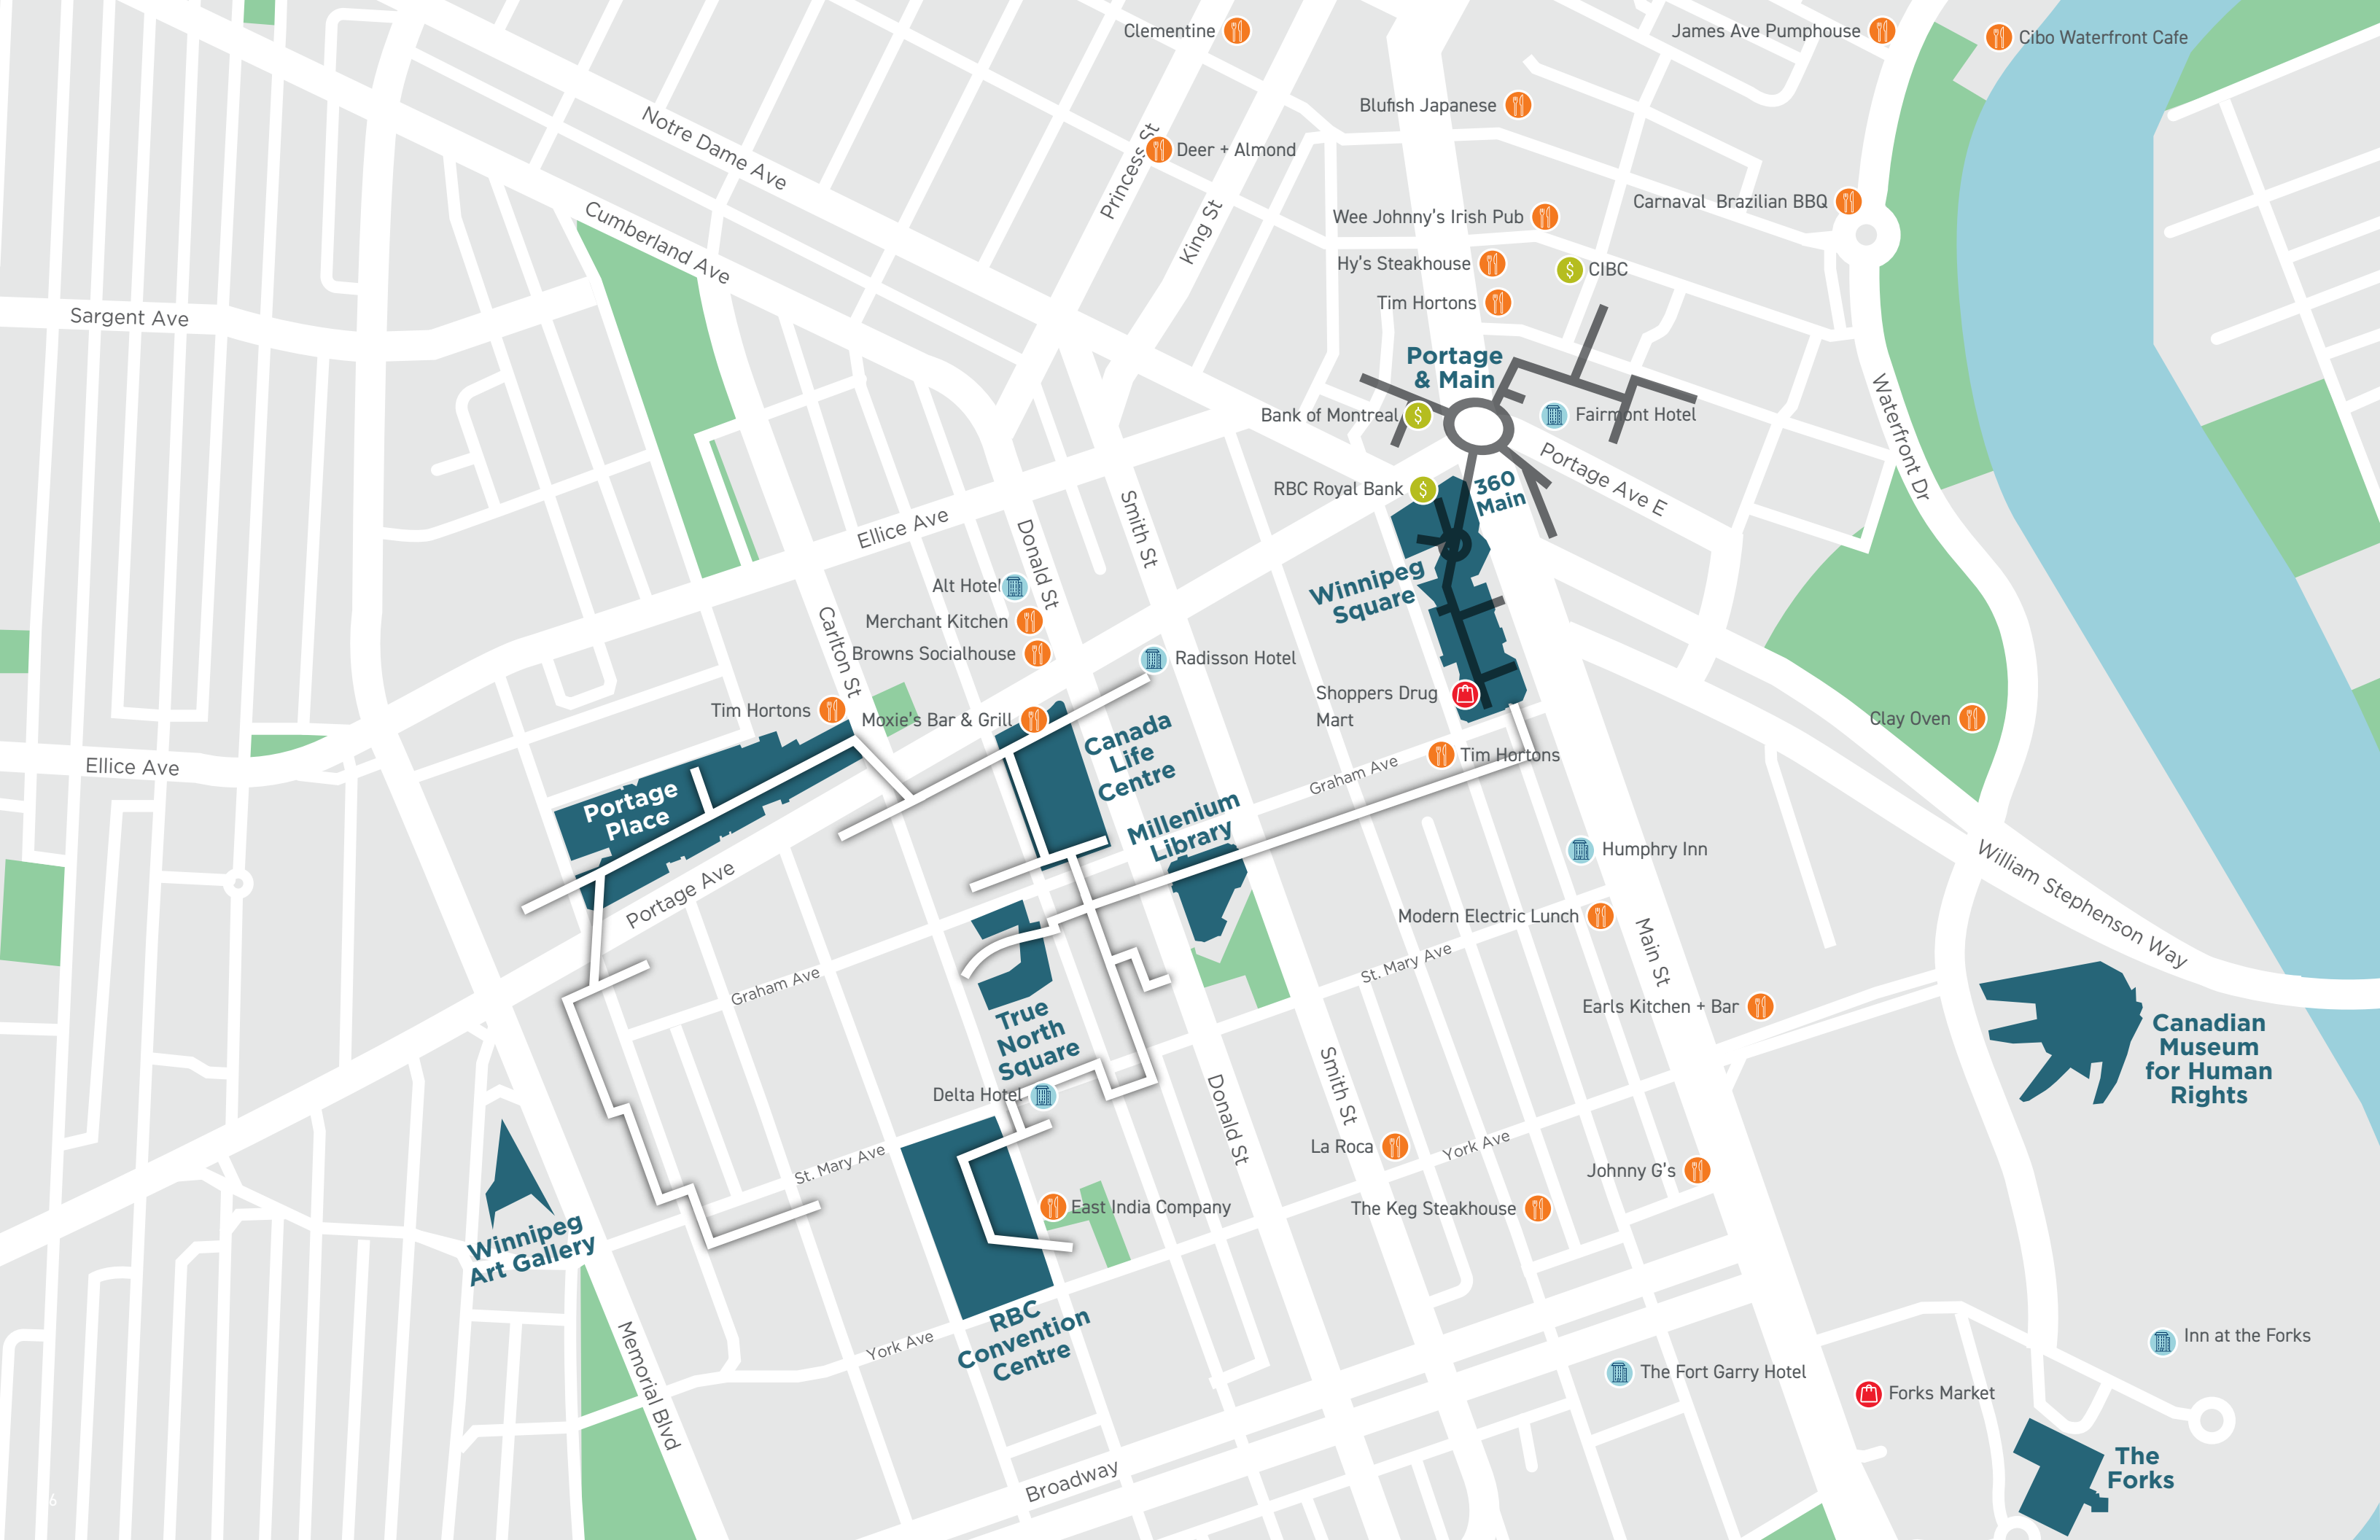 Clementine
James Ave Pumphouse
Cibo Waterfront Cafe
Blufish Japanese
Notre Dame Ave
Princess St
Deer + Almond
Cumberland Ave
King St
Wee Johnny's Irish Pub
Carnaval Brazilian BBQ
Hy's Steakhouse
CIBC
Tim Hortons
Sargent Ave
Portage
& Main
Bank of Montreal
Fairmont Hotel
Waterfront Dr
Portage Ave E
RBC Royal Bank
360
Main
Ellice Ave
Donald St
Smith St
Winnipeg
Square
Alt Hotel
Merchant Kitchen
Browns Socialhouse
Carlton St
Radisson Hotel
Shoppers Drug
Mart
Tim Hortons
Moxie's Bar & Grill
Clay Oven
Canada
Life
Centre
Tim Hortons
Ellice Ave
Graham Ave
Portage
Place
Millenium
Library
Humphry Inn
Portage Ave
William Stephenson Way
Modern Electric Lunch
Main St
St. Mary Ave
Graham Ave
Earls Kitchen + Bar
True
North
Square
Canadian
Museum
for Human
Rights
Delta Hotel
Smith St
Donald St
La Roca
York Ave
St. Mary Ave
Johnny G's
East India Company
The Keg Steakhouse
Winnipeg
Art Gallery
RBC
Convention
Centre
York Ave
Memorial Blvd
Inn at the Forks
The Fort Garry Hotel
Forks Market
Broadway
The
Forks
6